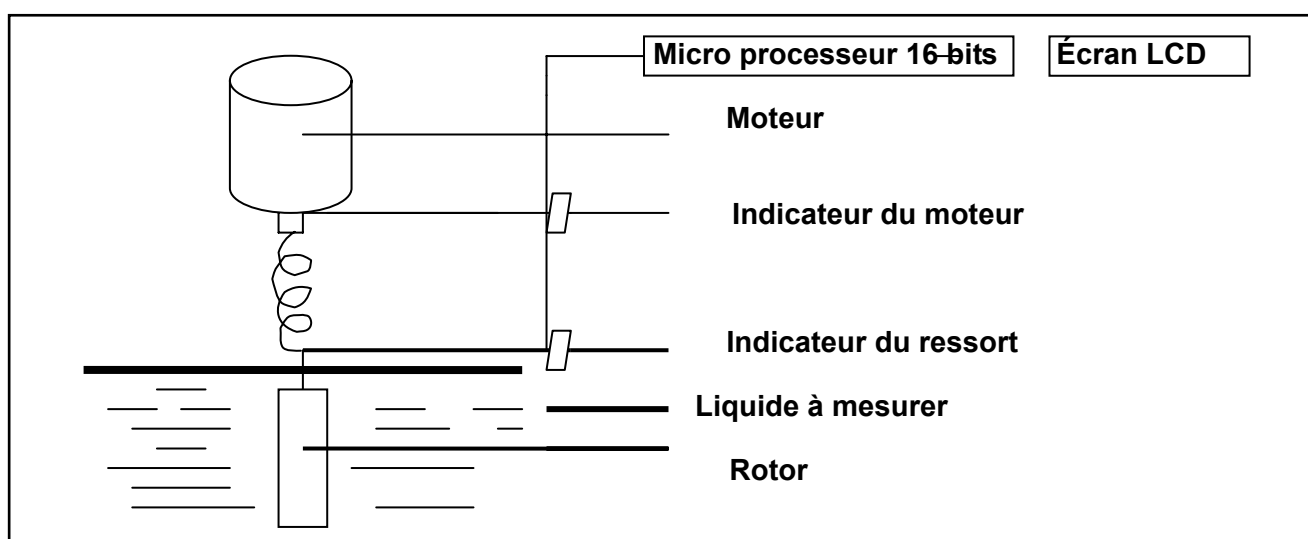 Micro processeur 16 bits
Écran LCD
Moteur
Indicateur du moteur
Indicateur du ressort
Liquide à mesurer
Rotor